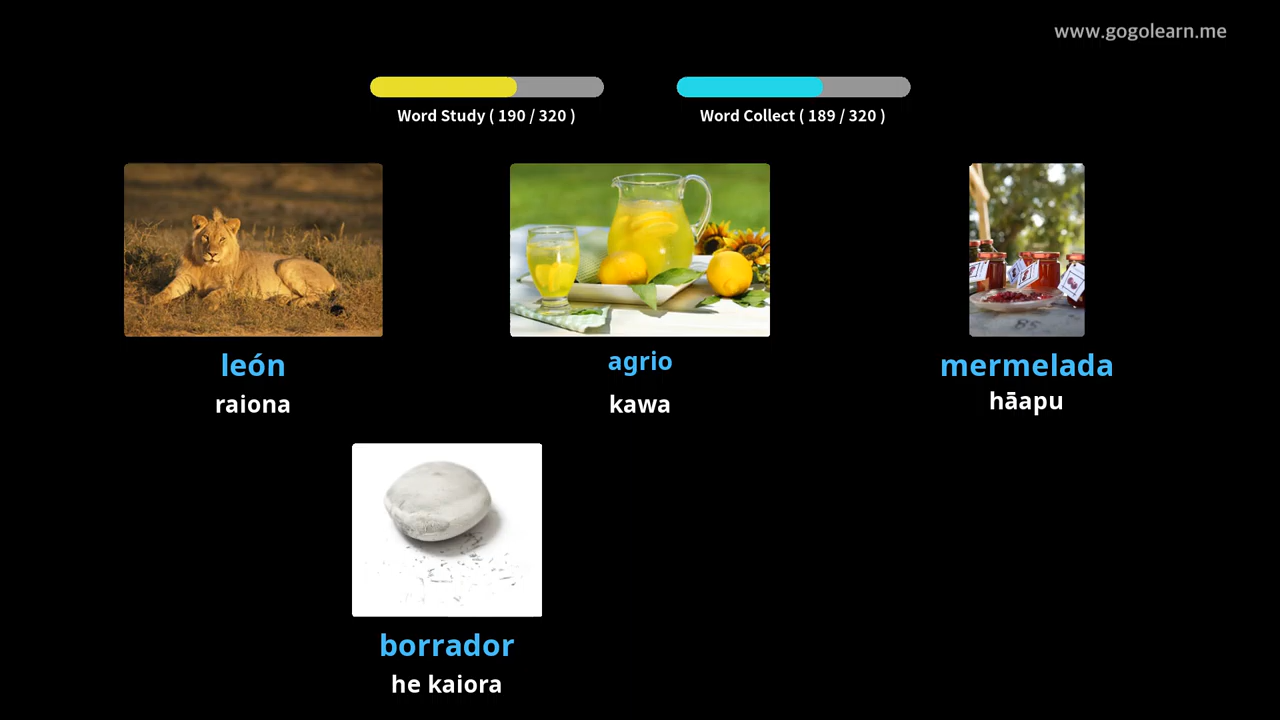 www.gogolearn.me
Word Study ( 190 / 320 )
Word Collect ( 189 / 320 )
león
agrio
mermelada
raiona
kawa
hāapu
borrador
he kaiora